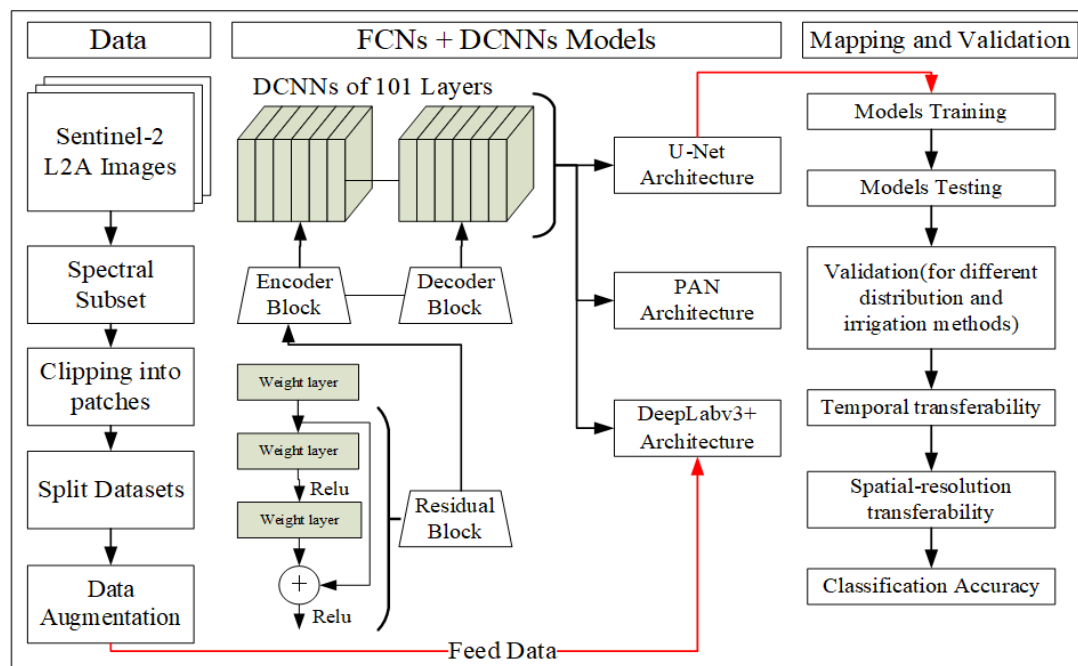 Data
FCNs + DCNNs Models
Mapping and Validation
Sentinel-2
L2A Images
Spectral
Subset
Clipping into
patches
Split Datasets
Data
Augmentation
DCNNs of 101 Layers
Encoder
Block
Decoder
Block
Weight layer
Weight layer
Relu
Weight layer
+
Relu
Residual
Block
U-Net
Architecture
PAN
Architecture
DeepLabv3+
Architecture
Feed Data
Models Training
Models Testing
Validation(for different
distribution and
irrigation methods)
Temporal transferability
Spatial-resolution
transferability
Classification Accuracy